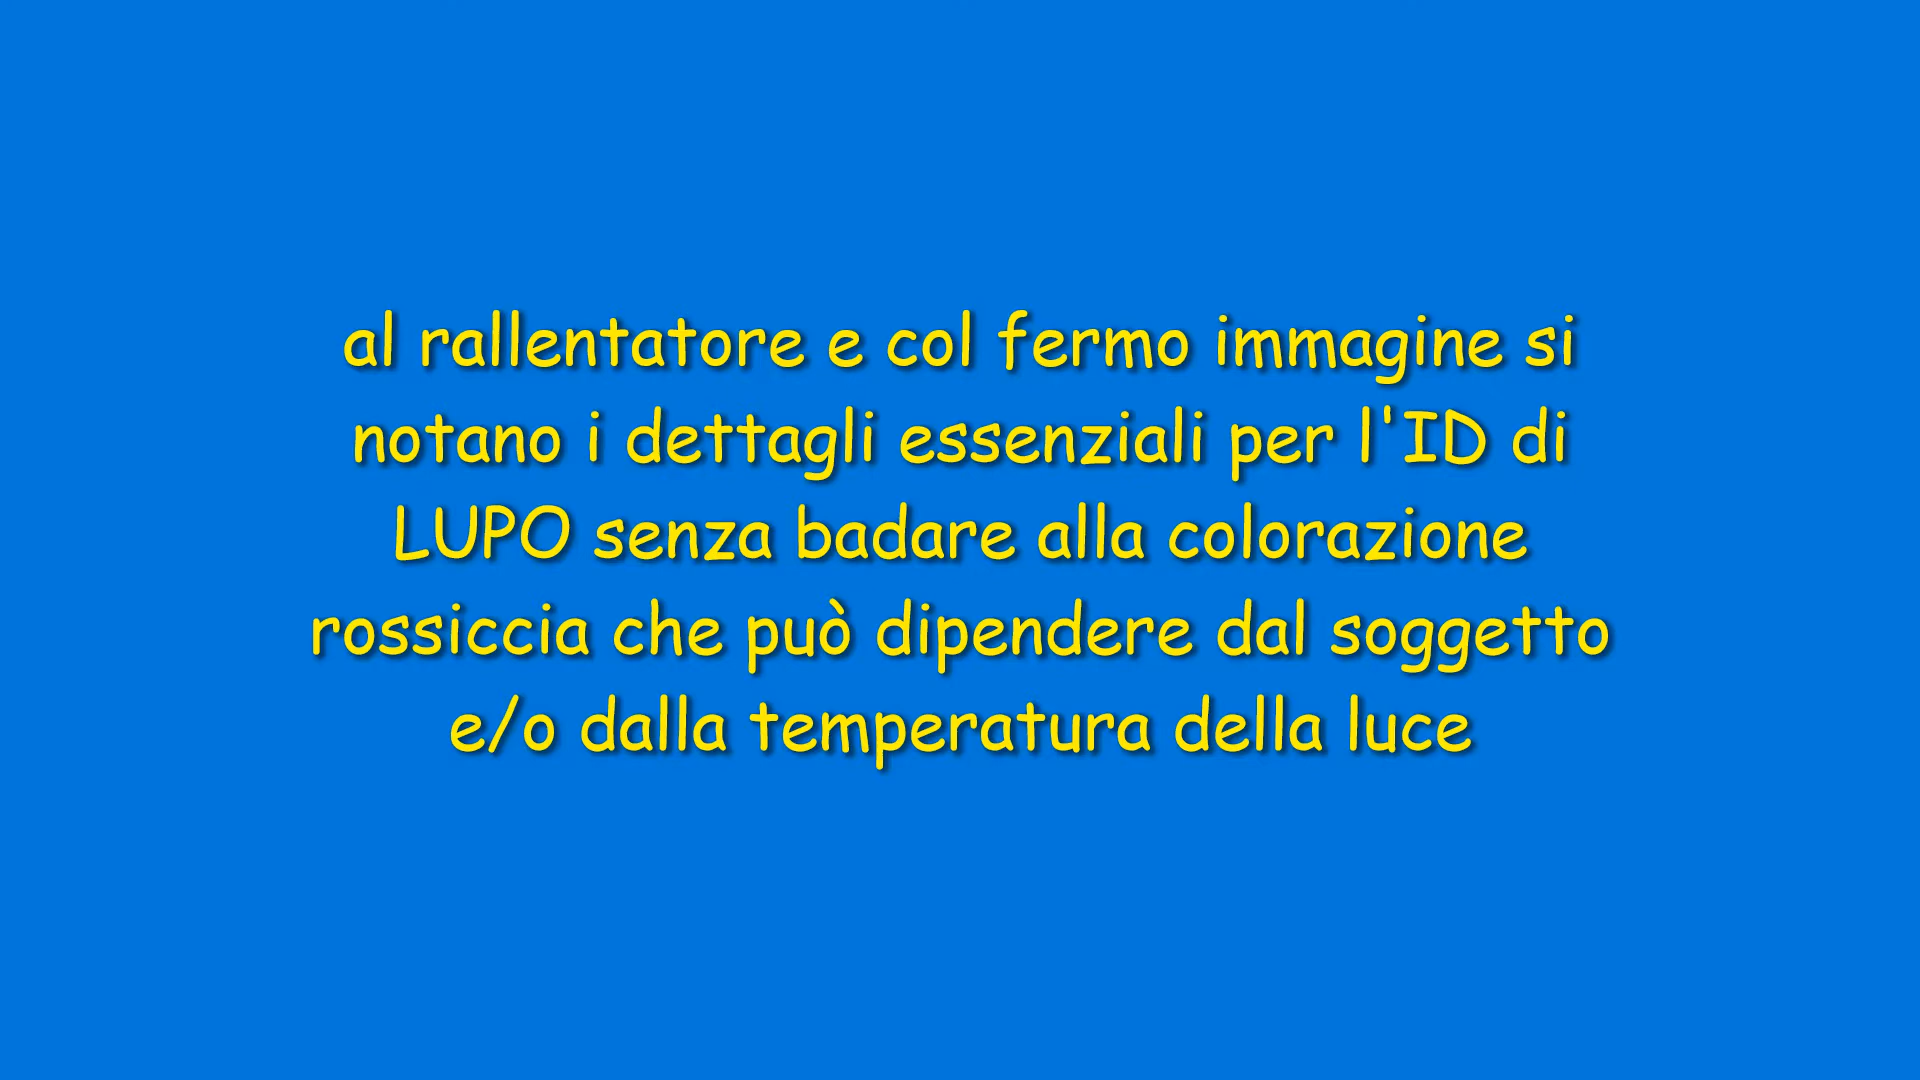 al rallentatore e col fermo immagine si
notano i dettagli essenziali per l'ID di
LUPO senza badare alla colorazione
rossiccia che può dipendere dal soggetto
e/o dalla temperatura della luce